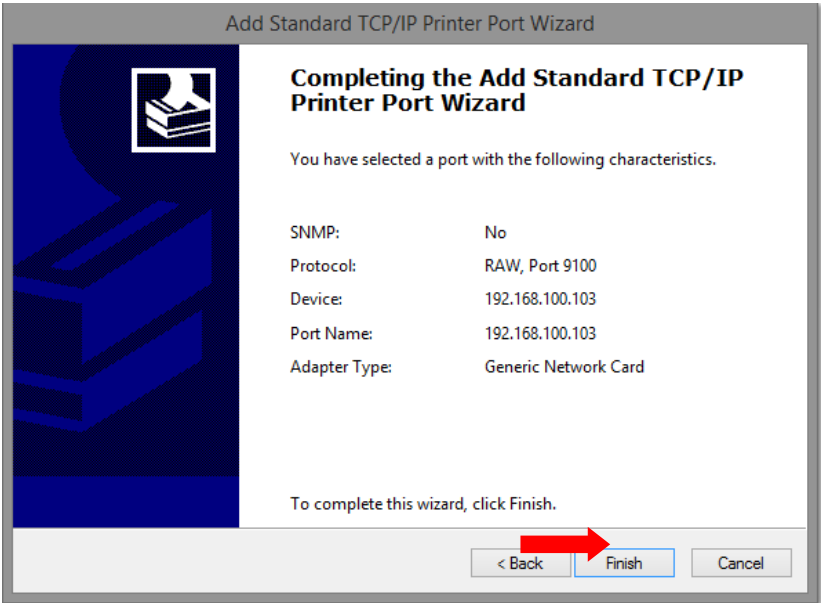 Add Standard TCP/IP Printer Port Wizard
Completing the Add Standard TCP/IP
Printer Port Wizard
You have selected a port with the following characteristics.
SNMP: No
Protocol: RAW, Port 9100
Device: 192.168.100.103
Port Name: 192.168.100.103
Adapter Type: Generic Network Card
To complete this wizard, click Finish.
< Back Finish Cancel